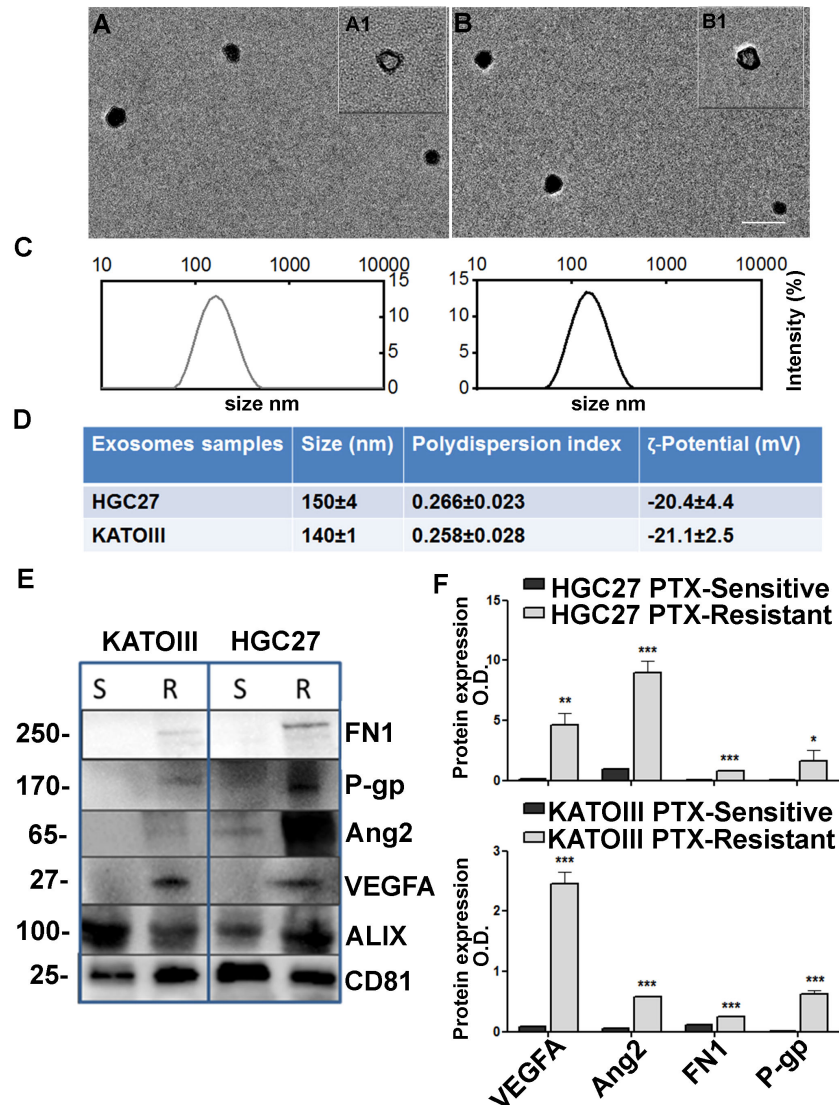 A
A1
B
B1
C
10 100 1000 10000
15
10
5
0
size nm
10 100 1000 10000
15
10
5
0
size nm
Intensity (%)
D
Exosomes samples Size (nm) Polydispersion index ζ-Potential (mV)
HGC27 150±4 0.266±0.023 -20.4±4.4
KATOIII 140±1 0.258±0.028 -21.1±2.5
E
KATOIII HGC27
S R S R
250- FN1
170- P-gp
65- Ang2
27- VEGFA
100- ALIX
25- CD81
F
HGC27 PTX-Sensitive
HGC27 PTX-Resistant
Protein expression
O.D.
15
10
5
0
**
***
***
*
KATOIII PTX-Sensitive
KATOIII PTX-Resistant
Protein expression
O.D.
3
2
1
0
***
***
***
***
VEGFA
Ang2
FN1
P-gp